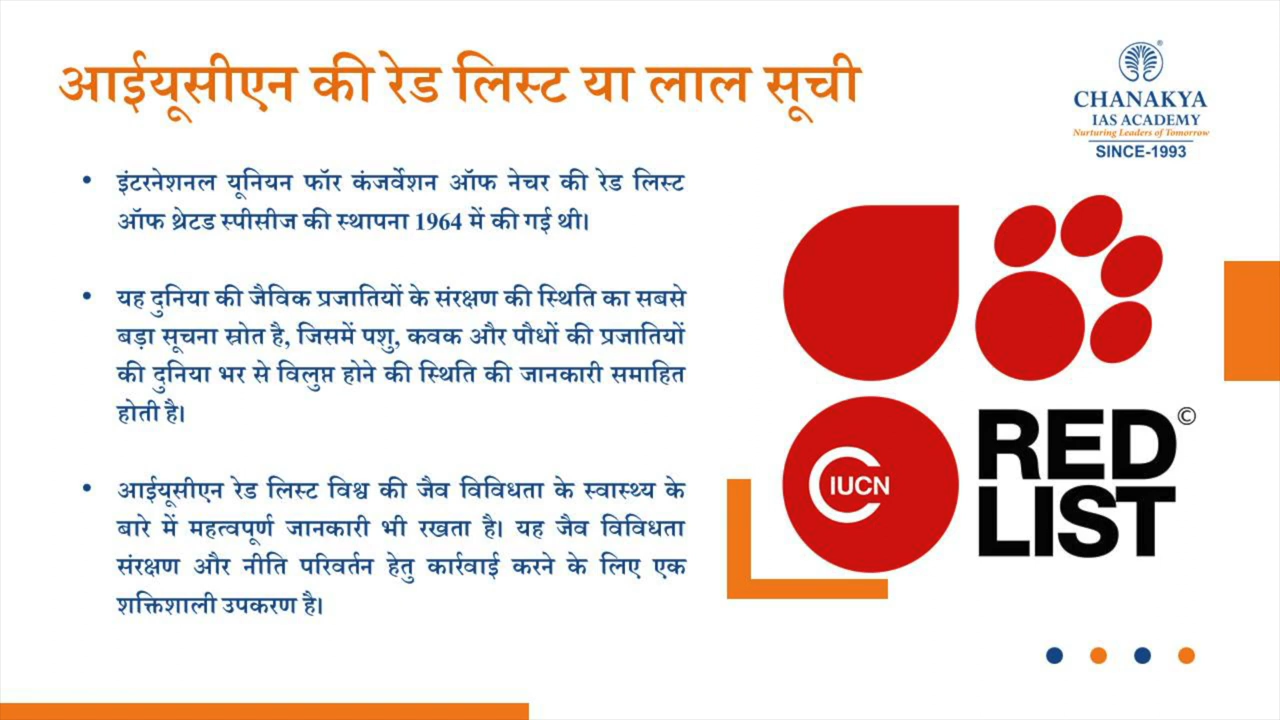 आईयूसीएन की रेड लिस्ट या लाल सूची
CHANAKYA
IAS ACADEMY
Nurturing Leaders of Tomorrow
SINCE-1993
• इंटरनेशनल यूनियन फॉर कंजर्वेशन ऑफ नेचर की रेड लिस्ट
ऑफ थ्रेटड स्पीसीज की स्थापना 1964 में की गई थी।
• यह दुनिया की जैविक प्रजातियों के संरक्षण की स्थिति का सबसे
बड़ा सूचना स्रोत है, जिसमें पशु, कवक और पौधों की प्रजातियों
की दुनिया भर से विलुप्त होने की स्थिति की जानकारी समाहित
होती है।
• आईयूसीएन रेड लिस्ट विश्व की जैव विविधता के स्वास्थ्य के
बारे में महत्वपूर्ण जानकारी भी रखता है। यह जैव विविधता
संरक्षण और नीति परिवर्तन हेतु कार्रवाई करने के लिए एक
शक्तिशाली उपकरण है।
IUCN
RED ©
LIST